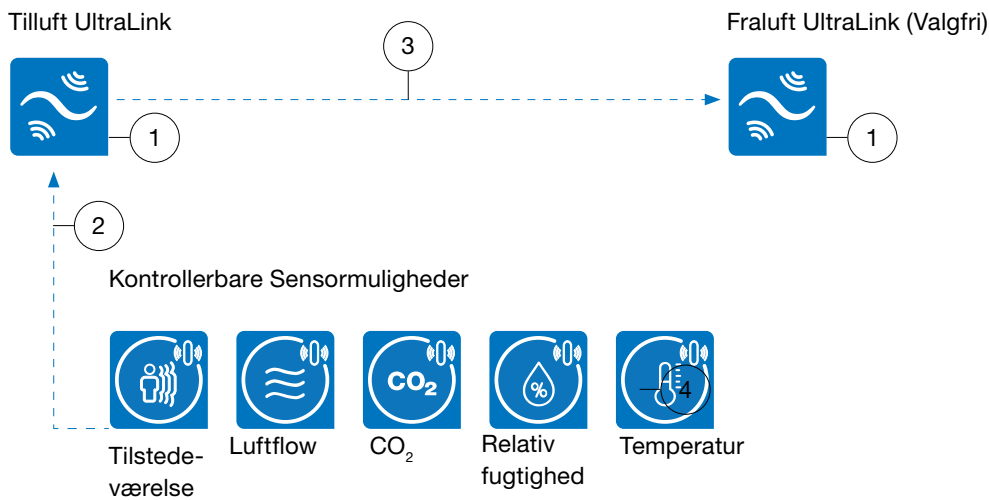 Tilluft UltraLink
Fraluft UltraLink (Valgfri)
3
1
1
2
Kontrollerbare Sensormuligheder
CO₂
%
4
Tilstede-
værelse
Luftflow
CO₂
Relativ
fugtighed
Temperatur